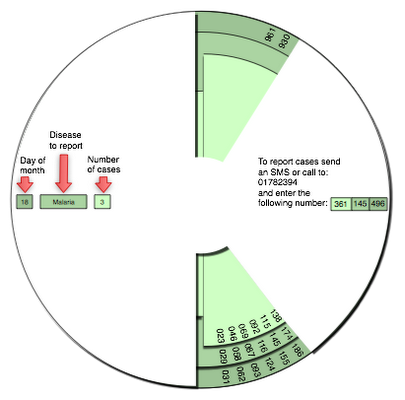 961
930
Disease
to report
Day of
month
Number
of cases
18 Malaria 3
To report cases send
an SMS or call to:
01782394
and enter the
following number: 361 145 496
023 046 069 092 115 138
029 058 087 116 145 174
031 062 093 124 155 186